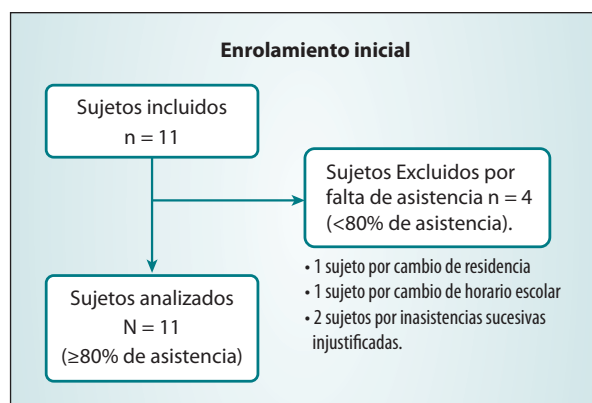 Enrolamiento inicial
Sujetos incluidos
n = 11
Sujetos Excluidos por
falta de asistencia n = 4
(<80% de asistencia).
• 1 sujeto por cambio de residencia
• 1 sujeto por cambio de horario escolar
• 2 sujetos por inasistencias sucesivas
injustificadas.
Sujetos analizados
N = 11
(≥80% de asistencia)